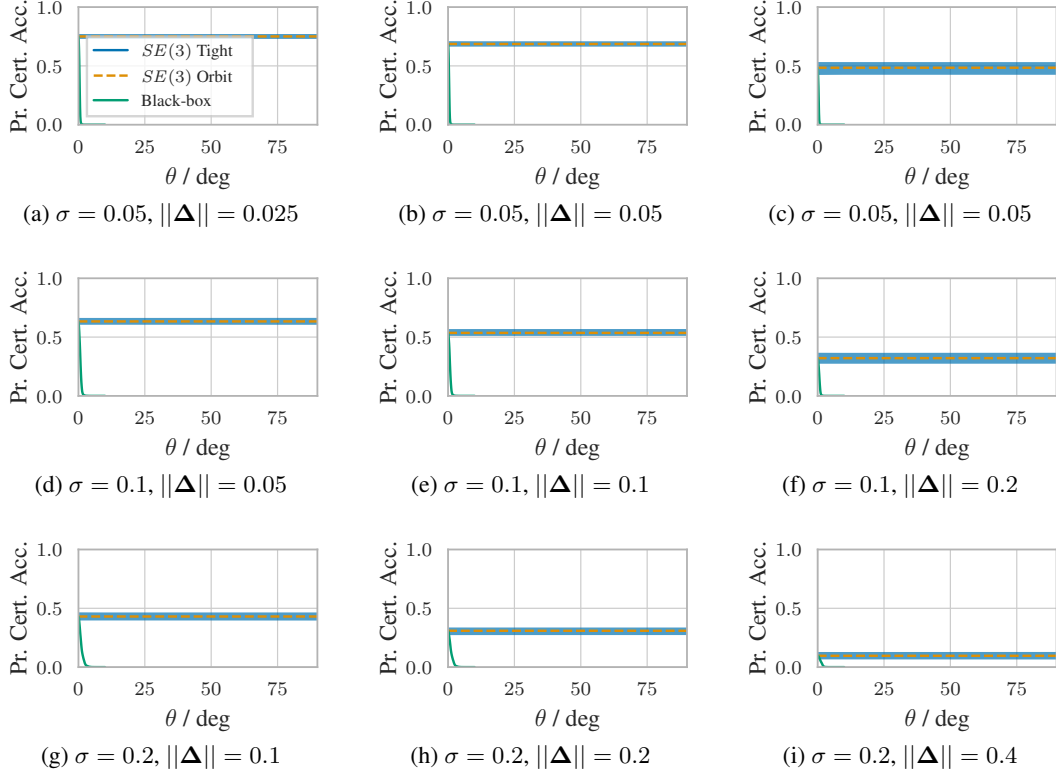 1.0
0.5
0.0
Pr. Cert. Acc.
SE(3) Tight
SE(3) Orbit
Black-box
0 25 50 75
θ / deg
(a) σ = 0.05, ||Δ|| = 0.025
1.0
0.5
0.0
Pr. Cert. Acc.
0 25 50 75
θ / deg
(b) σ = 0.05, ||Δ|| = 0.05
1.0
0.5
0.0
Pr. Cert. Acc.
0 25 50 75
θ / deg
(c) σ = 0.05, ||Δ|| = 0.05
1.0
0.5
0.0
Pr. Cert. Acc.
0 25 50 75
θ / deg
(d) σ = 0.1, ||Δ|| = 0.05
1.0
0.5
0.0
Pr. Cert. Acc.
0 25 50 75
θ / deg
(e) σ = 0.1, ||Δ|| = 0.1
1.0
0.5
0.0
Pr. Cert. Acc.
0 25 50 75
θ / deg
(f) σ = 0.1, ||Δ|| = 0.2
1.0
0.5
0.0
Pr. Cert. Acc.
0 25 50 75
θ / deg
(g) σ = 0.2, ||Δ|| = 0.1
1.0
0.5
0.0
Pr. Cert. Acc.
0 25 50 75
θ / deg
(h) σ = 0.2, ||Δ|| = 0.2
1.0
0.5
0.0
Pr. Cert. Acc.
0 25 50 75
θ / deg
(i) σ = 0.2, ||Δ|| = 0.4